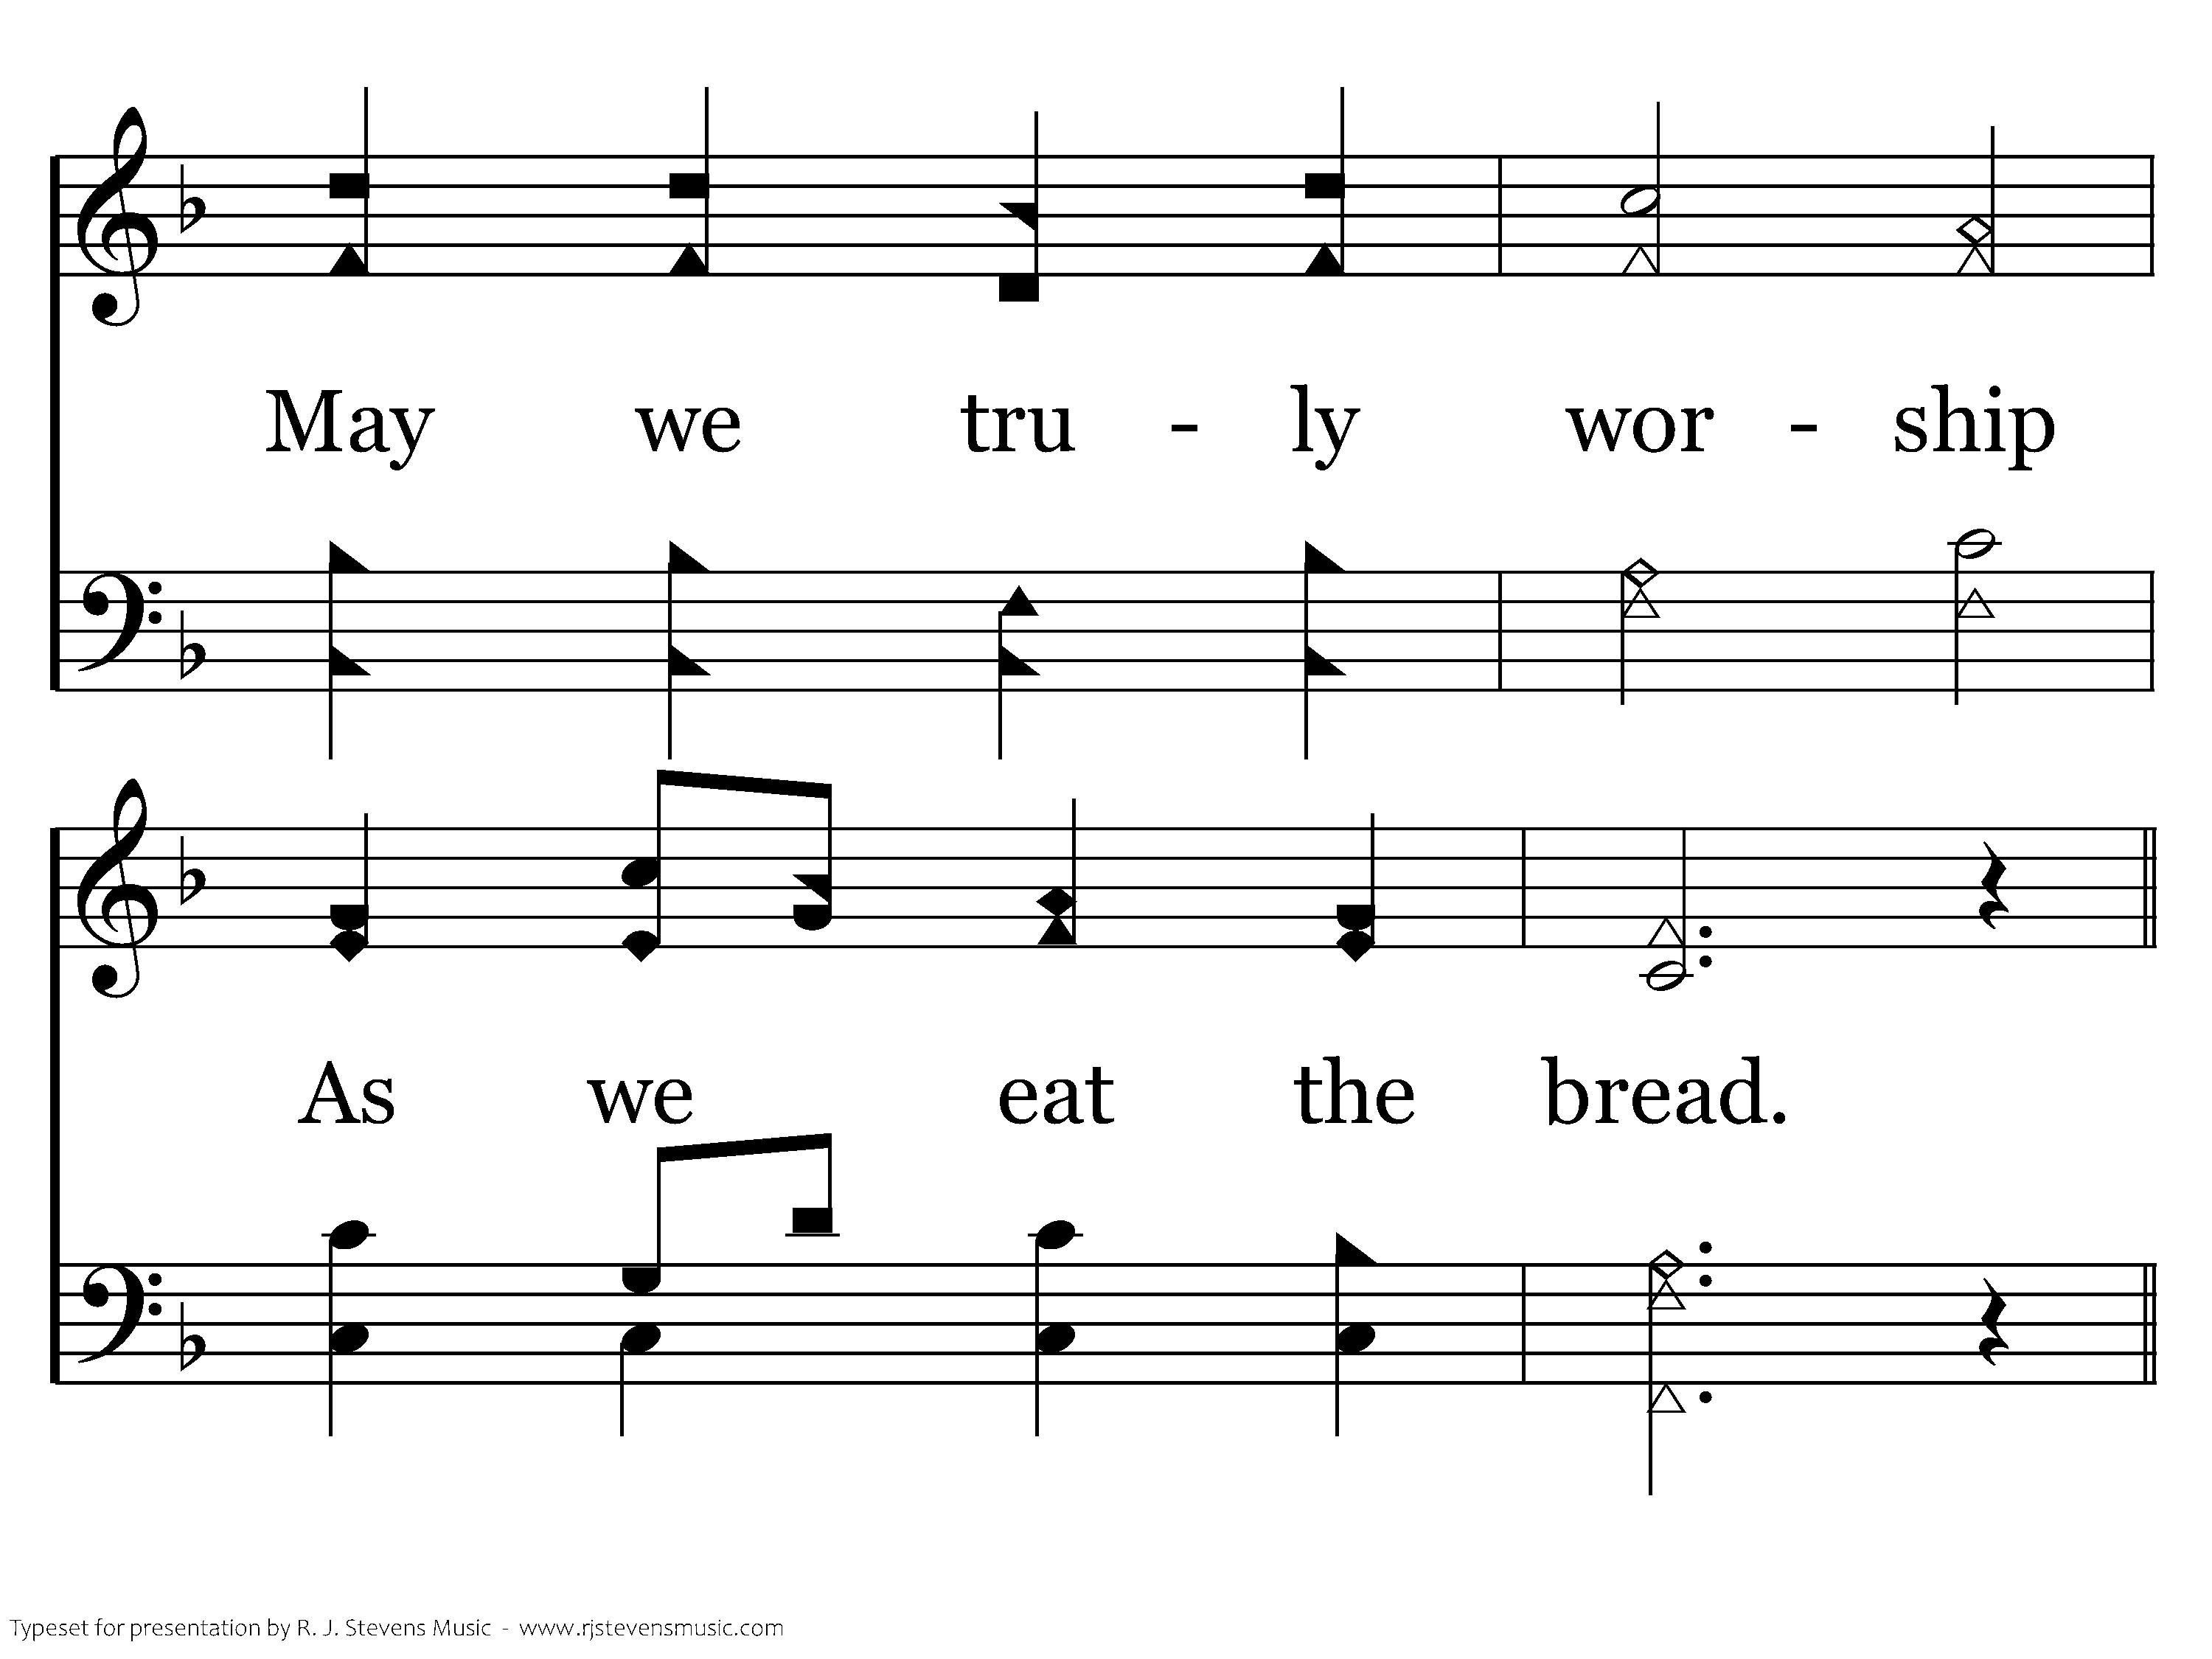 May we tru - ly wor - ship
As we eat the bread.
Typeset for presentation by R. J. Stevens Music - www.rjstevensmusic.com